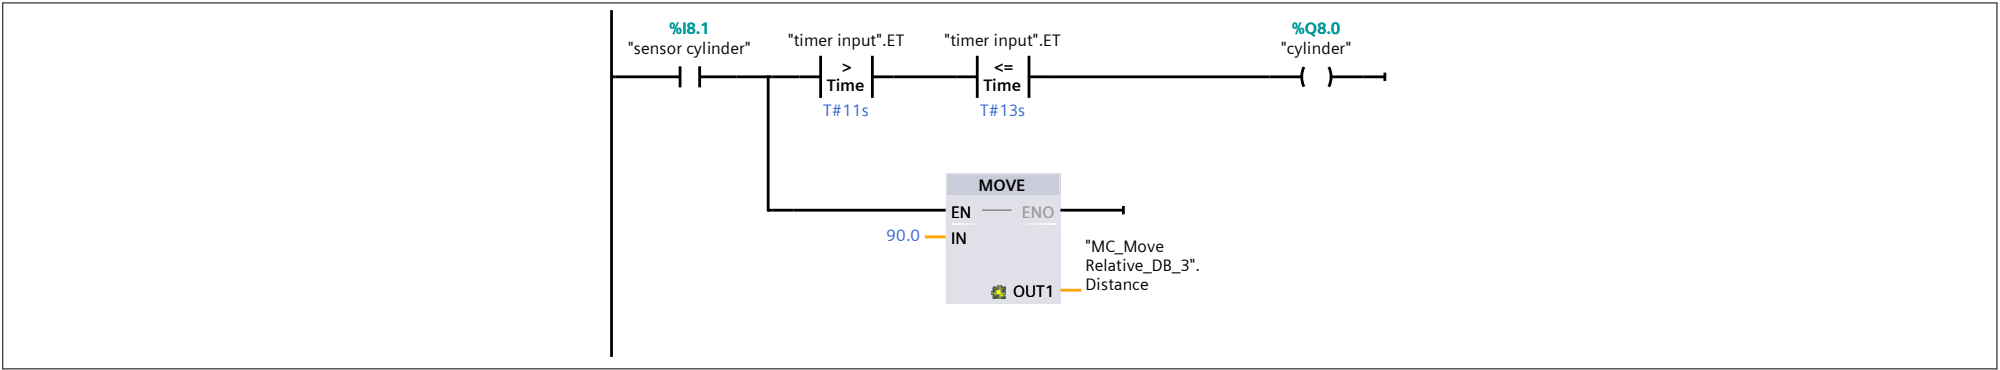 %I8.1
"sensor cylinder"
"timer input".ET
>
Time
T#11s
"timer input".ET
<=
Time
T#13s
%Q8.0
"cylinder"
MOVE
EN
ENO
90.0
IN
OUT1
"MC_Move
Relative_DB_3".
Distance